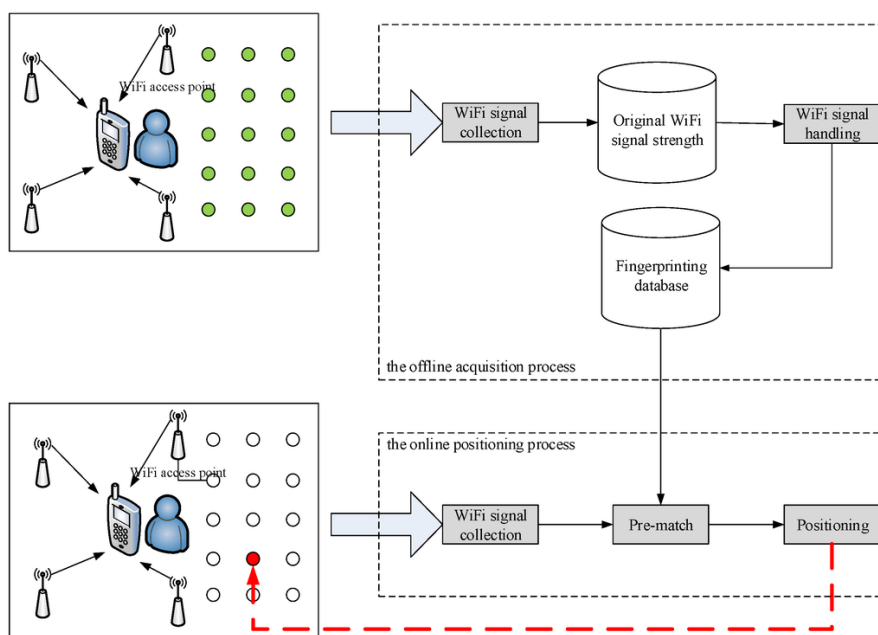 WiFi access point
WiFi signal
collection
Original WiFi
signal strength
WiFi signal
handling
Fingerprinting
database
the offline acquisition process
WiFi access point
the online positioning process
WiFi signal
collection
Pre-match
Positioning